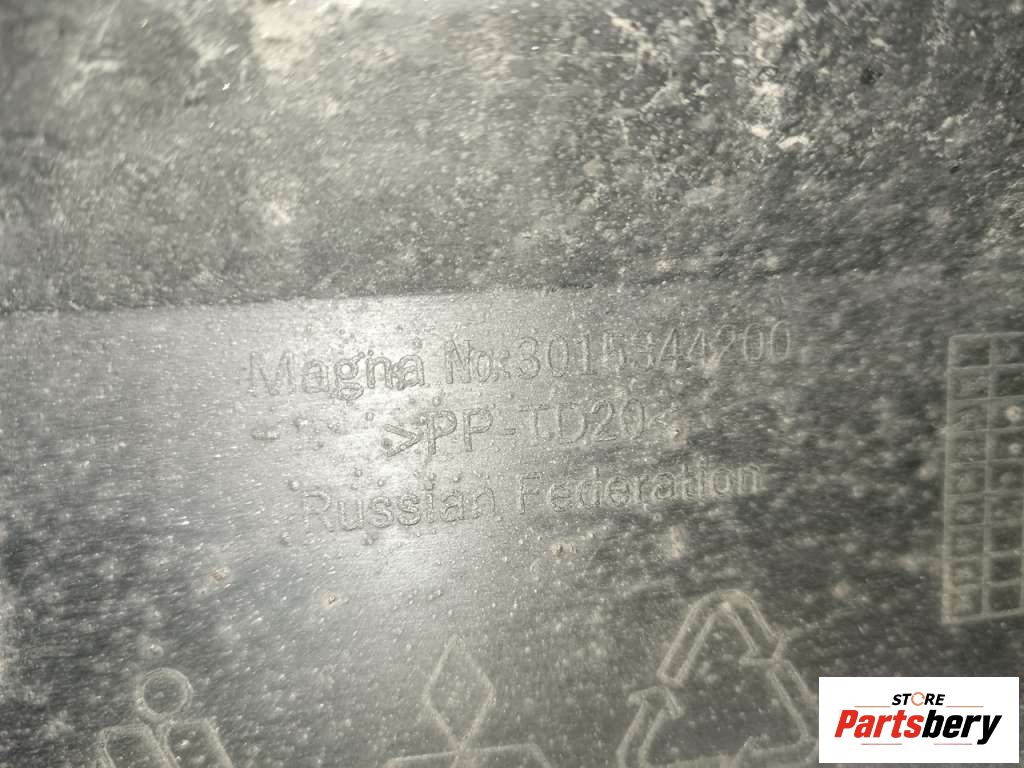 Magna No: 3015344200
>PP-TD20<
Russian Federation
STORE
Partsbery